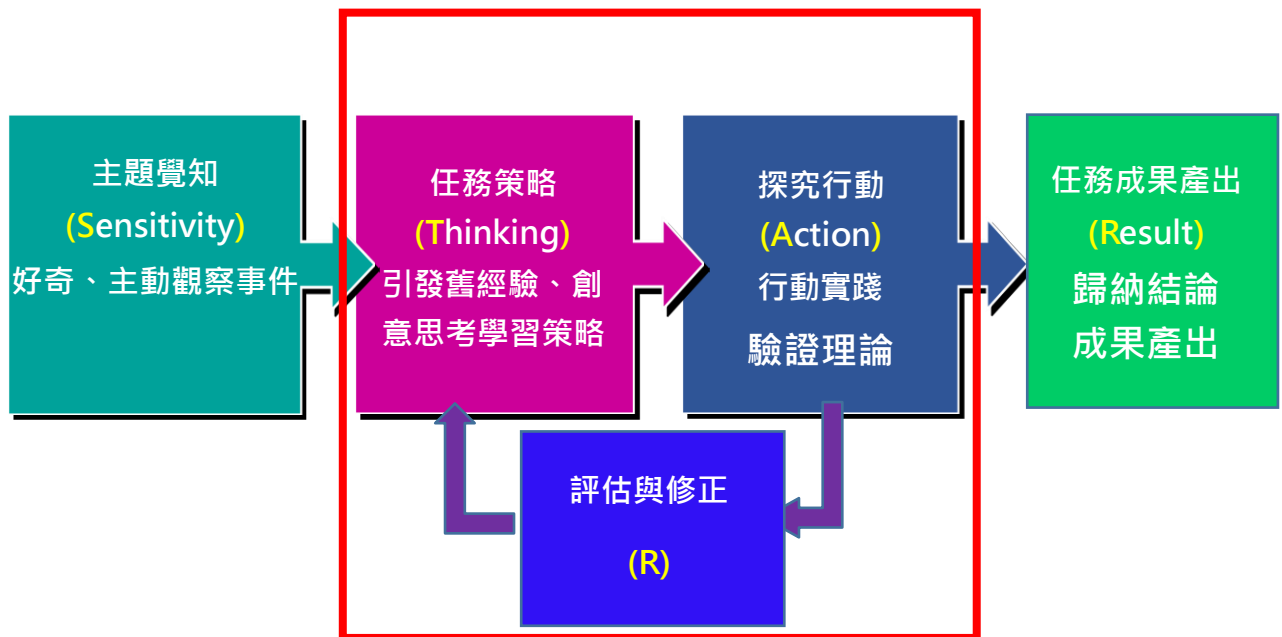 主題覺知
(Sensitivity)
好奇、主動觀察事件
任務策略
(Thinking)
引發舊經驗、創
意思考學習策略
探究行動
(Action)
行動實踐
驗證理論
任務成果產出
(Result)
歸納結論
成果產出
評估與修正
(R)